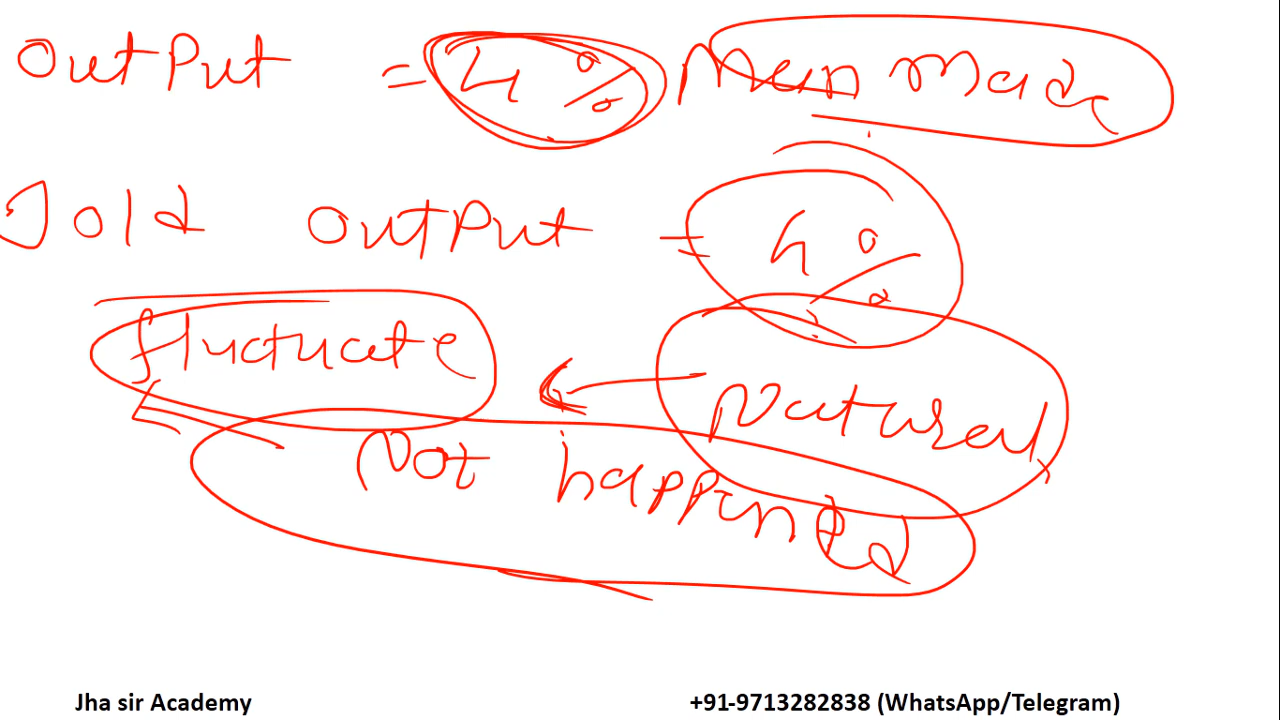 OutPut = 4% Man Made
Gold OutPut = 4%
fluctuate ← Natural
Not happened
Jha sir Academy +91-9713282838 (WhatsApp/Telegram)